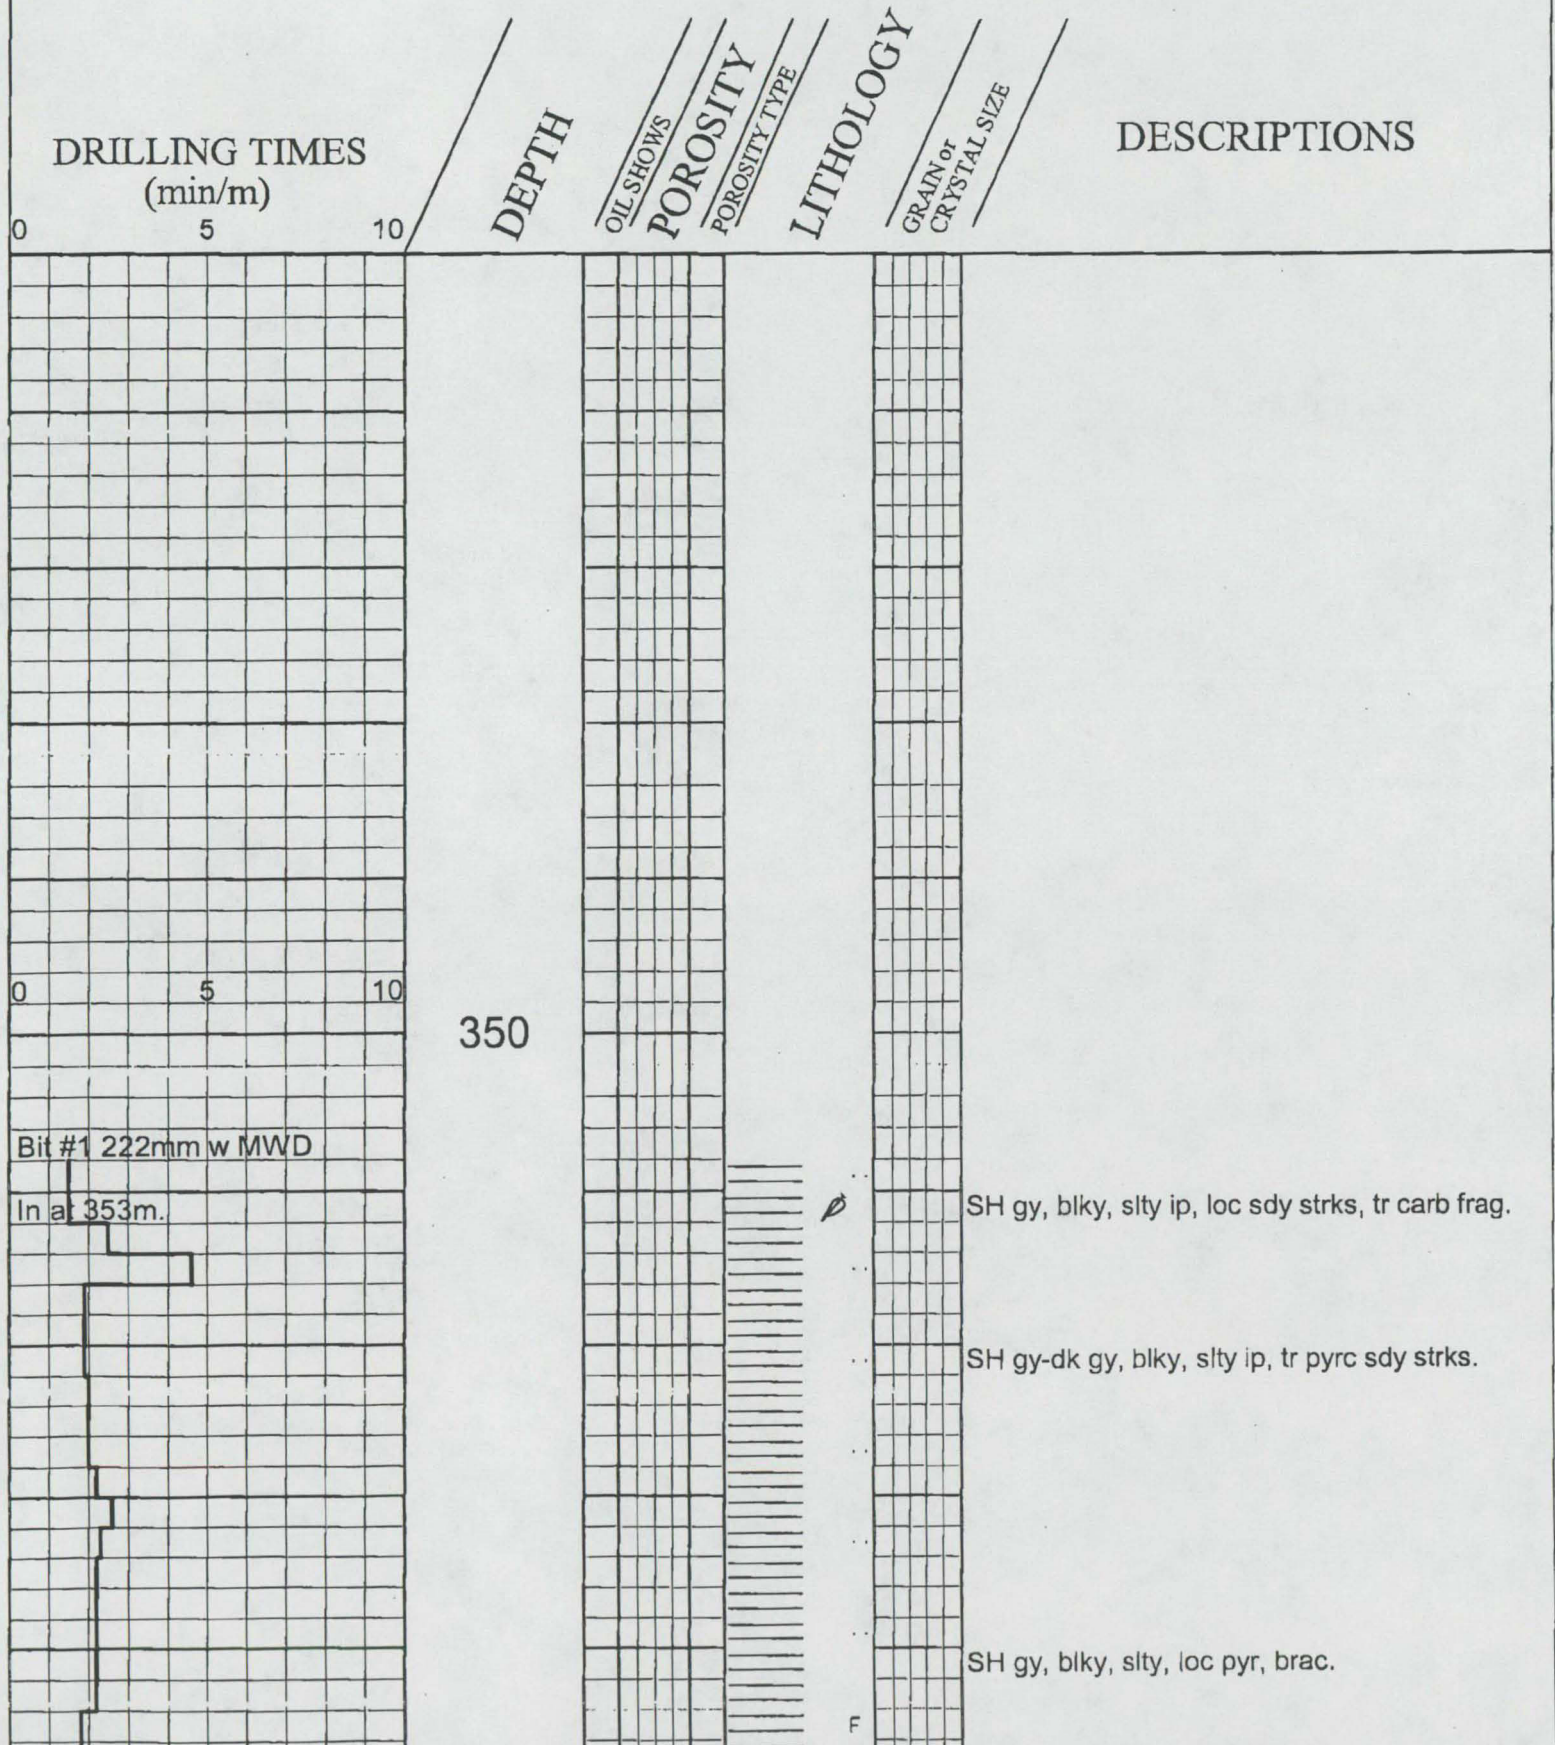 DRILLING TIMES
(min/m)
0 5 10
DEPTH
OIL SHOWS
POROSITY
POROSITY TYPE
LITHOLOGY
GRAIN or
CRYSTAL SIZE
DESCRIPTIONS
0 5 10
350
Bit #1 222mm w MWD
In at 353m.
SH gy, blky, slty ip, loc sdy strks, tr carb frag.
SH gy-dk gy, blky, slty ip, tr pyrc sdy strks.
SH gy, blky, slty, loc pyr, brac.
F